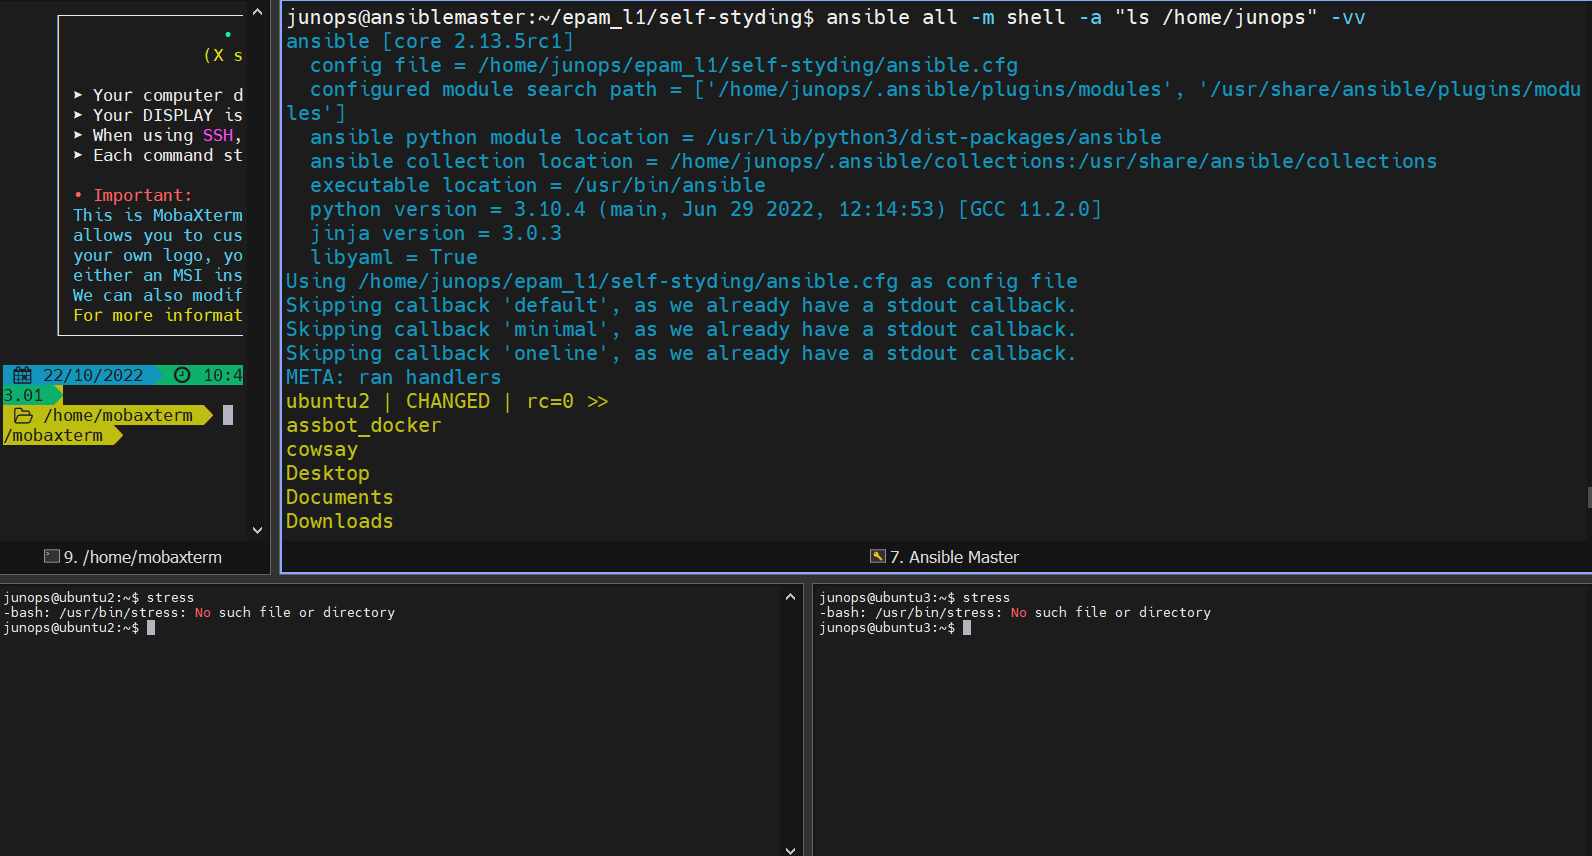 •
(X s
➤ Your computer d
➤ Your DISPLAY is
➤ When using SSH,
➤ Each command st
• Important:
This is MobaXterm
allows you to cus
your own logo, yo
either an MSI ins
We can also modif
For more informat
22/10/2022 10:4
3.01
/home/mobaxterm
/mobaxterm
9. /home/mobaxterm
junops@ansiblemaster:~/epam_l1/self-styding$ ansible all -m shell -a "ls /home/junops" -vv
ansible [core 2.13.5rc1]
config file = /home/junops/epam_l1/self-styding/ansible.cfg
configured module search path = ['/home/junops/.ansible/plugins/modules', '/usr/share/ansible/plugins/modu
les']
ansible python module location = /usr/lib/python3/dist-packages/ansible
ansible collection location = /home/junops/.ansible/collections:/usr/share/ansible/collections
executable location = /usr/bin/ansible
python version = 3.10.4 (main, Jun 29 2022, 12:14:53) [GCC 11.2.0]
jinja version = 3.0.3
libyaml = True
Using /home/junops/epam_l1/self-styding/ansible.cfg as config file
Skipping callback 'default', as we already have a stdout callback.
Skipping callback 'minimal', as we already have a stdout callback.
Skipping callback 'oneline', as we already have a stdout callback.
META: ran handlers
ubuntu2 | CHANGED | rc=0 >>
assbot_docker
cowsay
Desktop
Documents
Downloads
7. Ansible Master
junops@ubuntu2:~$ stress
-bash: /usr/bin/stress: No such file or directory
junops@ubuntu2:~$
junops@ubuntu3:~$ stress
-bash: /usr/bin/stress: No such file or directory
junops@ubuntu3:~$